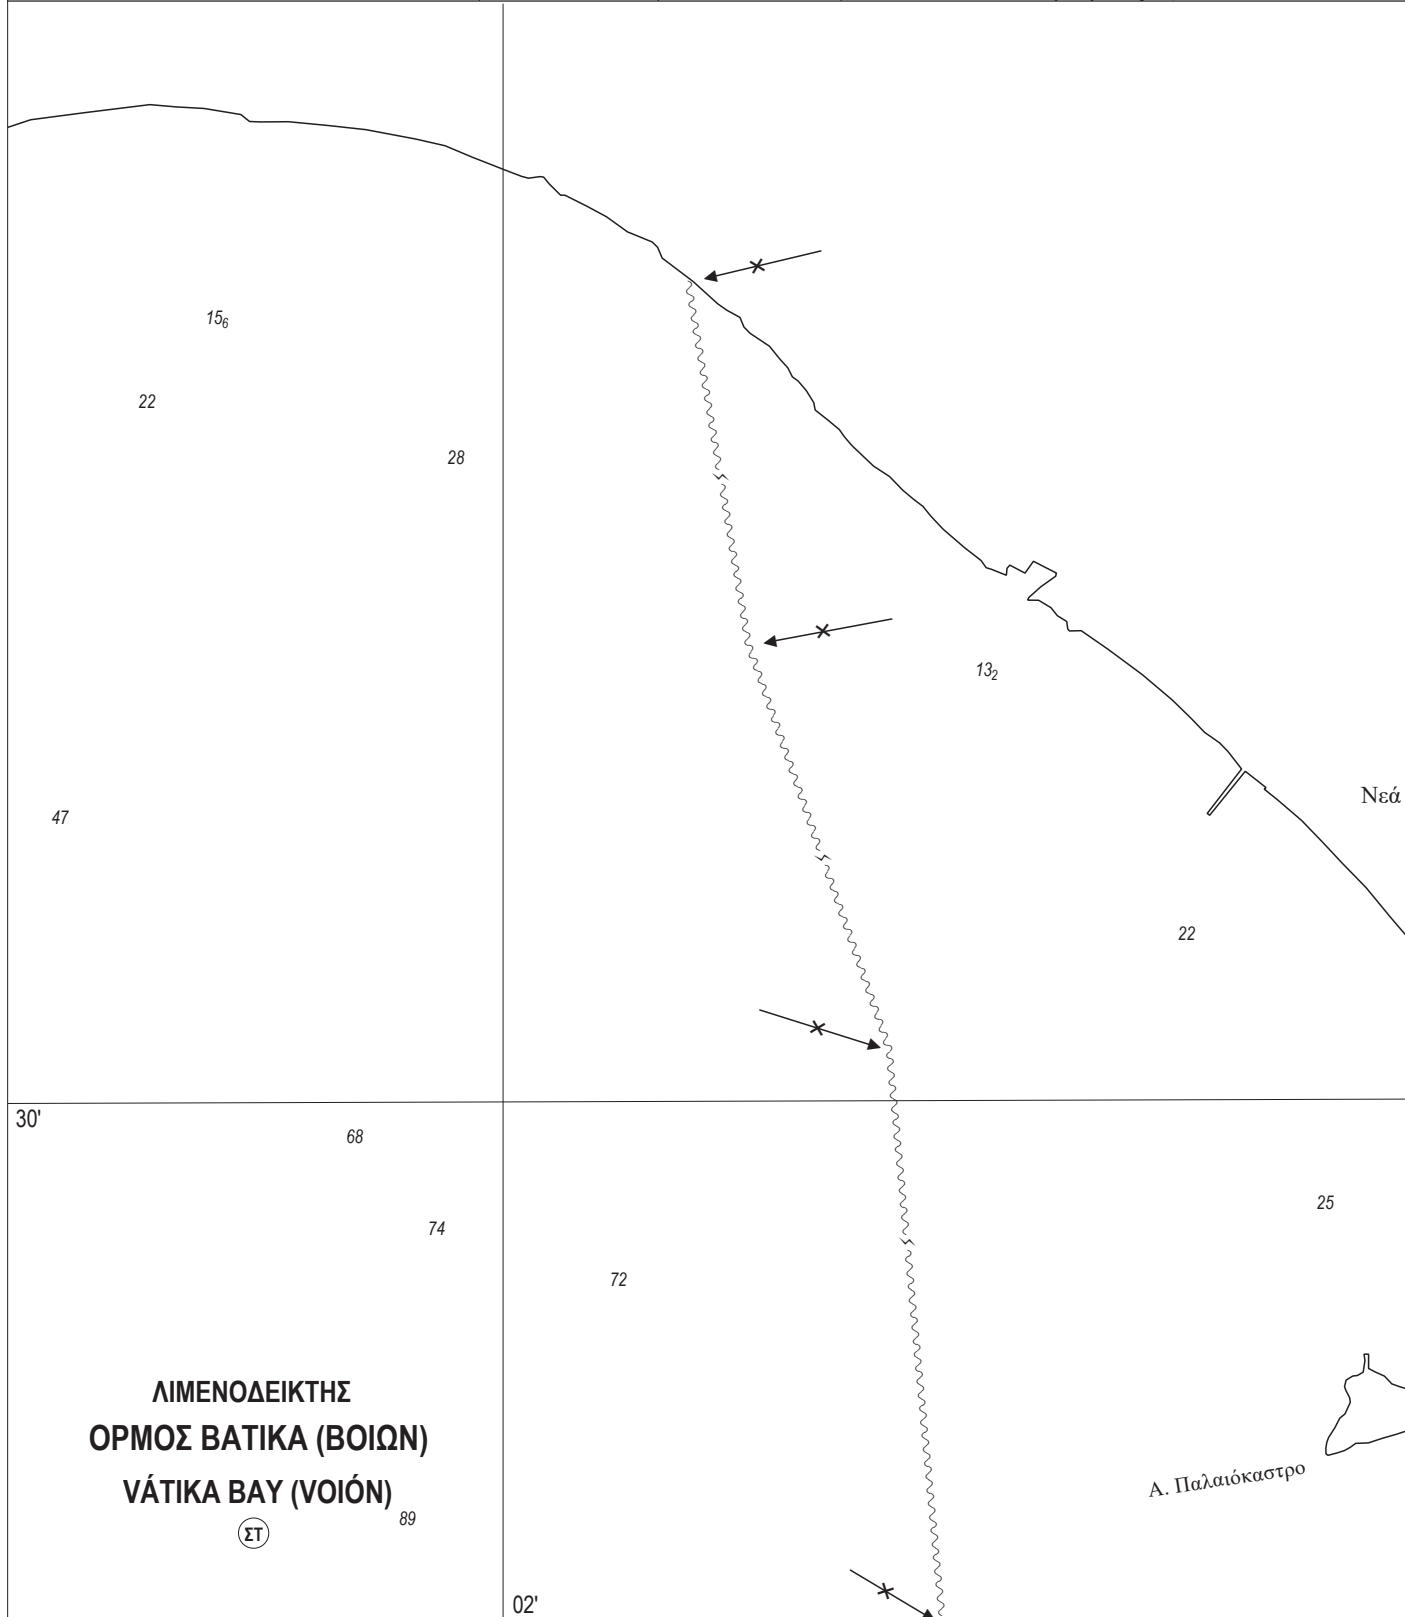 15₆
22
28
13₂
47
Νεά
22
30'
68
25
74
72
ΛΙΜΕΝΟΔΕΙΚΤΗΣ
ΟΡΜΟΣ ΒΑΤΙΚΑ (ΒΟΙΩΝ)
VÁTIKA BAY (VOIÓN)
ΣΤ
89
Α. Παλαιόκαστρο
02'